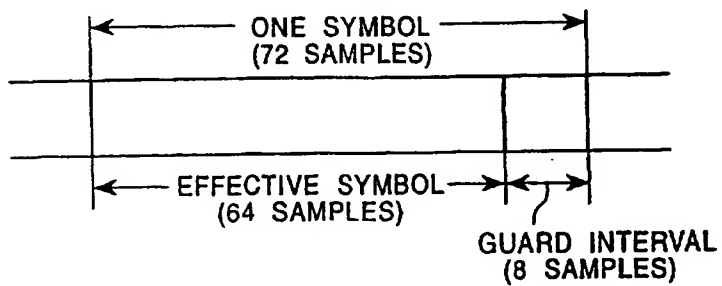 ONE SYMBOL
(72 SAMPLES)
EFFECTIVE SYMBOL
(64 SAMPLES)
GUARD INTERVAL
(8 SAMPLES)